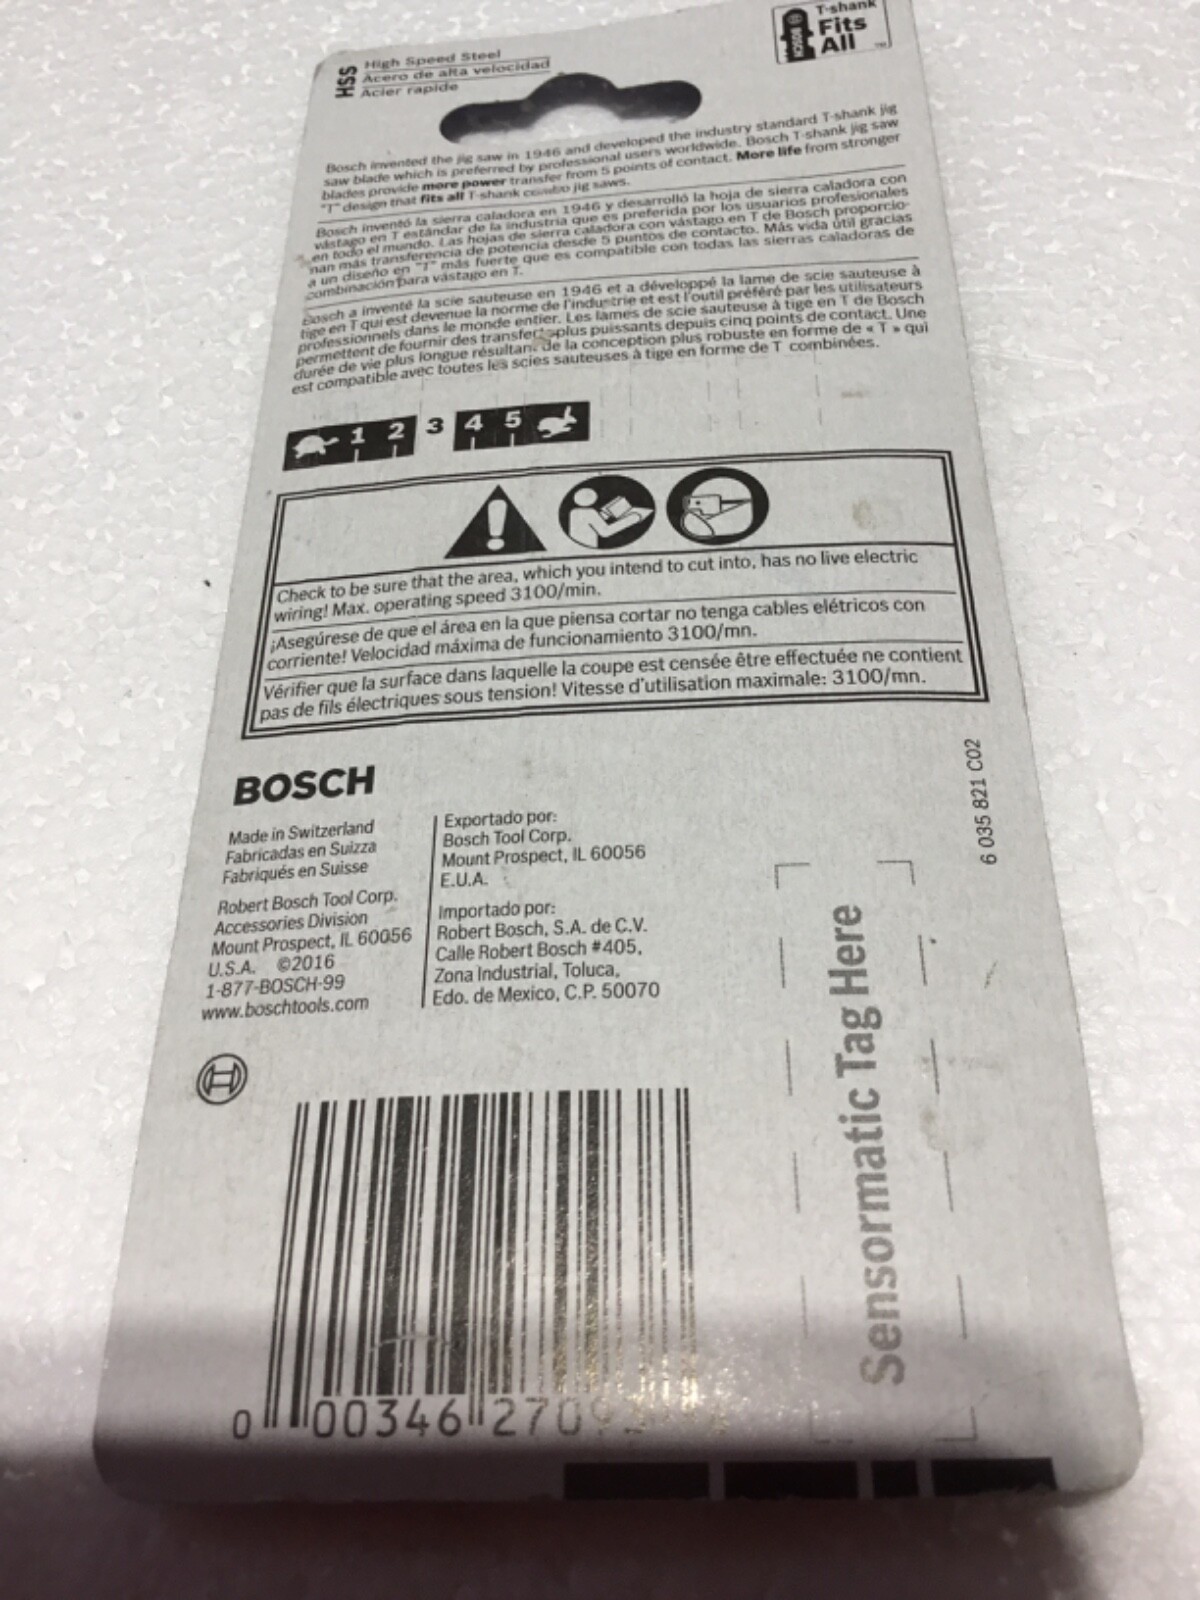 T-shank
Fits
All
™
BOSCH
HSS
High Speed Steel
Acero de alta velocidad
Acier rapide
Bosch invented the jig saw in 1946 and developed the industry standard T-shank jig
saw blade which is preferred by professional users worldwide. Bosch T-shank jig saw
blades provide more power transfer from 5 points of contact. More life from stronger
"T" design that fits all T-shank combo jig saws.
Bosch inventó la sierra caladora en 1946 y desarrolló la hoja de sierra caladora con
vástago en T estándar de la industria que es preferida por los usuarios profesionales
en todo el mundo. Las hojas de sierra caladora con vástago en T de Bosch proporcio-
nan más transferencia de potencia desde 5 puntos de contacto. Más vida útil gracias
a un diseño en "T" más fuerte que es compatible con todas las sierras caladoras de
combinación para vástago en T.
Bosch a inventé la scie sauteuse en 1946 et a développé la lame de scie sauteuse à
tige en T qui est devenue la norme de l'industrie et est l'outil préféré par les utilisateurs
professionnels dans le monde entier. Les lames de scie sauteuse à tige en T de Bosch
permettent de fournir des transferts plus puissants depuis cinq points de contact. Une
durée de vie plus longue résultant de la conception plus robuste en forme de « T » qui
est compatible avec toutes les scies sauteuses à tige en forme de T combinées.
1 2 3 4 5
Check to be sure that the area, which you intend to cut into, has no live electric
wiring! Max. operating speed 3100/min.
¡Asegúrese de que el área en la que piensa cortar no tenga cables elétricos con
corriente! Velocidad máxima de funcionamiento 3100/mn.
Vérifier que la surface dans laquelle la coupe est censée être effectuée ne contient
pas de fils électriques sous tension! Vitesse d'utilisation maximale: 3100/mn.
BOSCH
Made in Switzerland
Fabricadas en Suizza
Fabriqués en Suisse
Robert Bosch Tool Corp.
Accessories Division
Mount Prospect, IL 60056
U.S.A. ©2016
1-877-BOSCH-99
www.boschtools.com
Exportado por:
Bosch Tool Corp.
Mount Prospect, IL 60056
E.U.A.
Importado por:
Robert Bosch, S.A. de C.V.
Calle Robert Bosch #405,
Zona Industrial, Toluca,
Edo. de Mexico, C.P. 50070
6 035 821 C02
Sensormatic Tag Here
0 00346 270